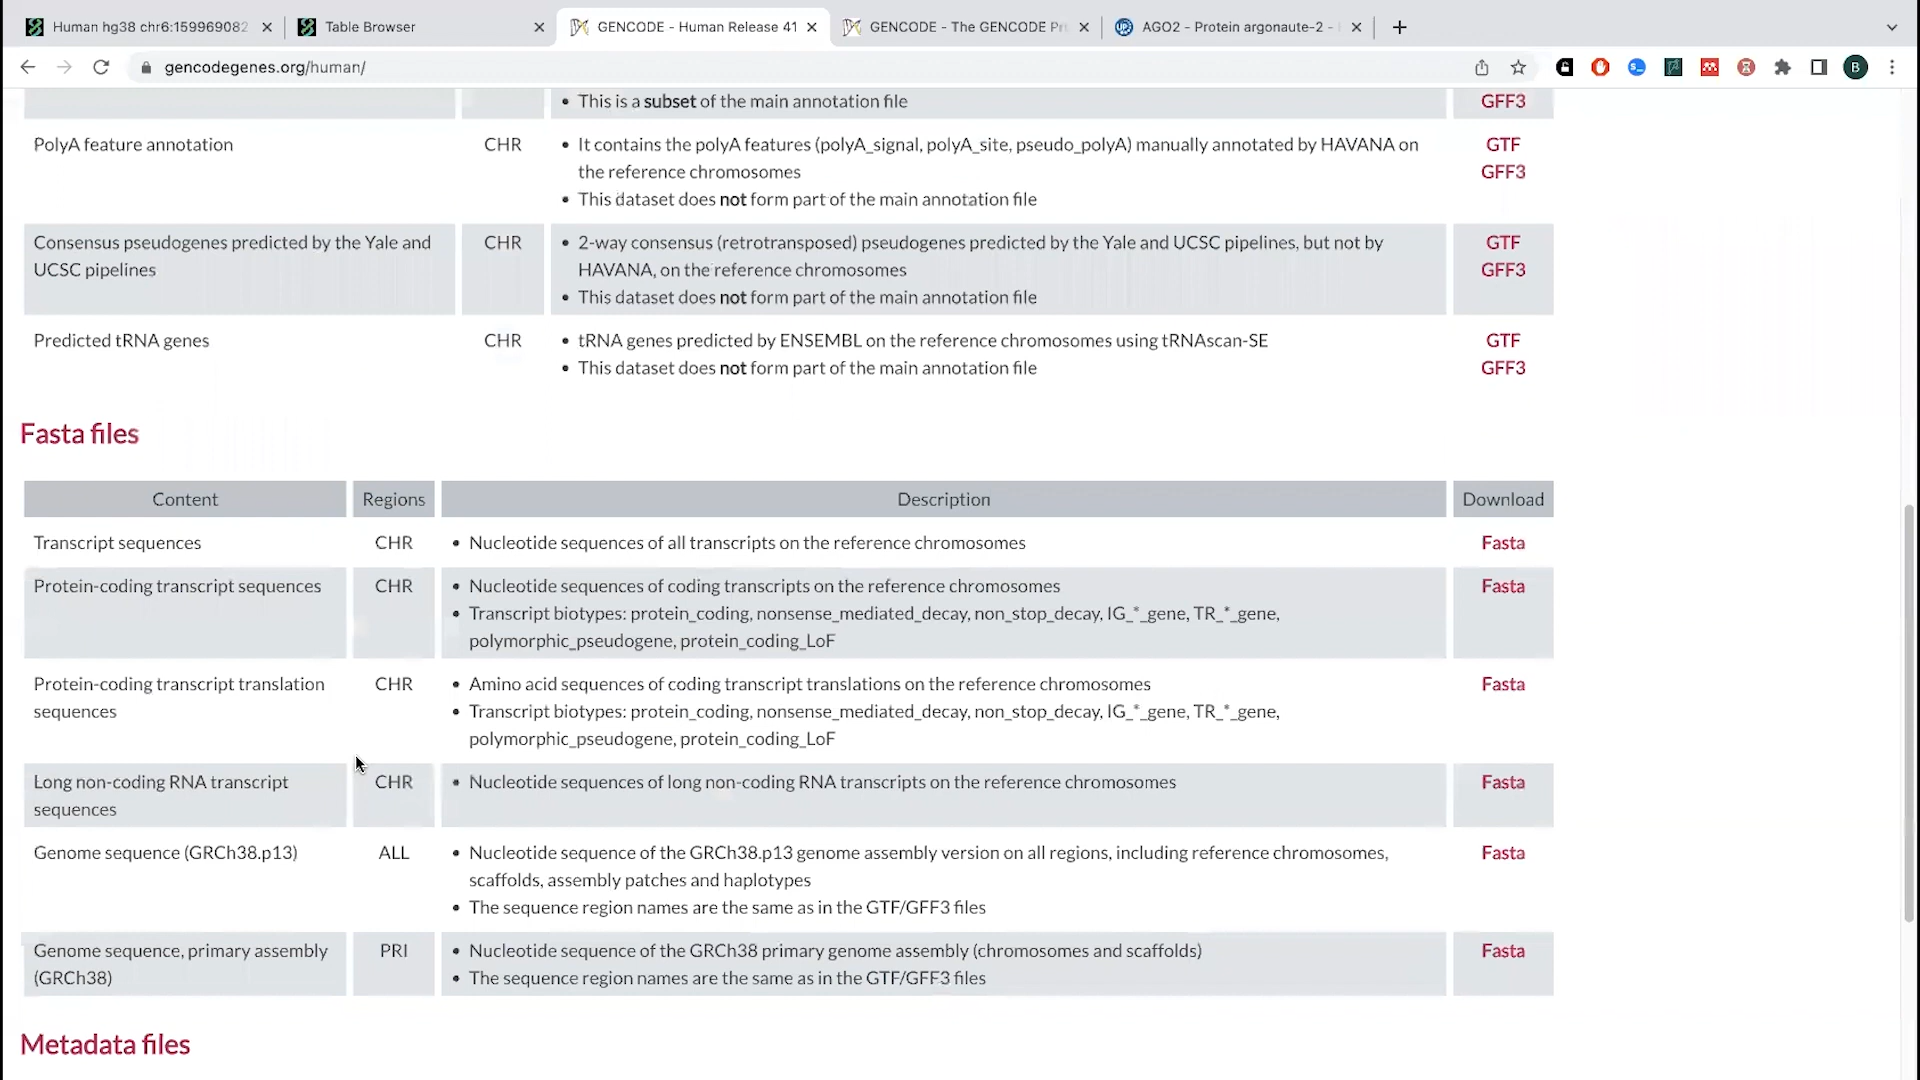 Human hg38 chr6:159969082
Table Browser
GENCODE - Human Release 41
GENCODE - The GENCODE Pr
AGO2 - Protein argonaute-2 -
gencodegenes.org/human/
B
• This is a subset of the main annotation file
GFF3
PolyA feature annotation
CHR
• It contains the polyA features (polyA_signal, polyA_site, pseudo_polyA) manually annotated by HAVANA on
the reference chromosomes
• This dataset does not form part of the main annotation file
GTF
GFF3
Consensus pseudogenes predicted by the Yale and
UCSC pipelines
CHR
• 2-way consensus (retrotransposed) pseudogenes predicted by the Yale and UCSC pipelines, but not by
HAVANA, on the reference chromosomes
• This dataset does not form part of the main annotation file
GTF
GFF3
Predicted tRNA genes
CHR
• tRNA genes predicted by ENSEMBL on the reference chromosomes using tRNAscan-SE
• This dataset does not form part of the main annotation file
GTF
GFF3
Fasta files
Content
Regions
Description
Download
Transcript sequences
CHR
• Nucleotide sequences of all transcripts on the reference chromosomes
Fasta
Protein-coding transcript sequences
CHR
• Nucleotide sequences of coding transcripts on the reference chromosomes
• Transcript biotypes: protein_coding, nonsense_mediated_decay, non_stop_decay, IG_*_gene, TR_*_gene,
polymorphic_pseudogene, protein_coding_LoF
Fasta
Protein-coding transcript translation
sequences
CHR
• Amino acid sequences of coding transcript translations on the reference chromosomes
• Transcript biotypes: protein_coding, nonsense_mediated_decay, non_stop_decay, IG_*_gene, TR_*_gene,
polymorphic_pseudogene, protein_coding_LoF
Fasta
Long non-coding RNA transcript
sequences
CHR
• Nucleotide sequences of long non-coding RNA transcripts on the reference chromosomes
Fasta
Genome sequence (GRCh38.p13)
ALL
• Nucleotide sequence of the GRCh38.p13 genome assembly version on all regions, including reference chromosomes,
scaffolds, assembly patches and haplotypes
• The sequence region names are the same as in the GTF/GFF3 files
Fasta
Genome sequence, primary assembly
(GRCh38)
PRI
• Nucleotide sequence of the GRCh38 primary genome assembly (chromosomes and scaffolds)
• The sequence region names are the same as in the GTF/GFF3 files
Fasta
Metadata files